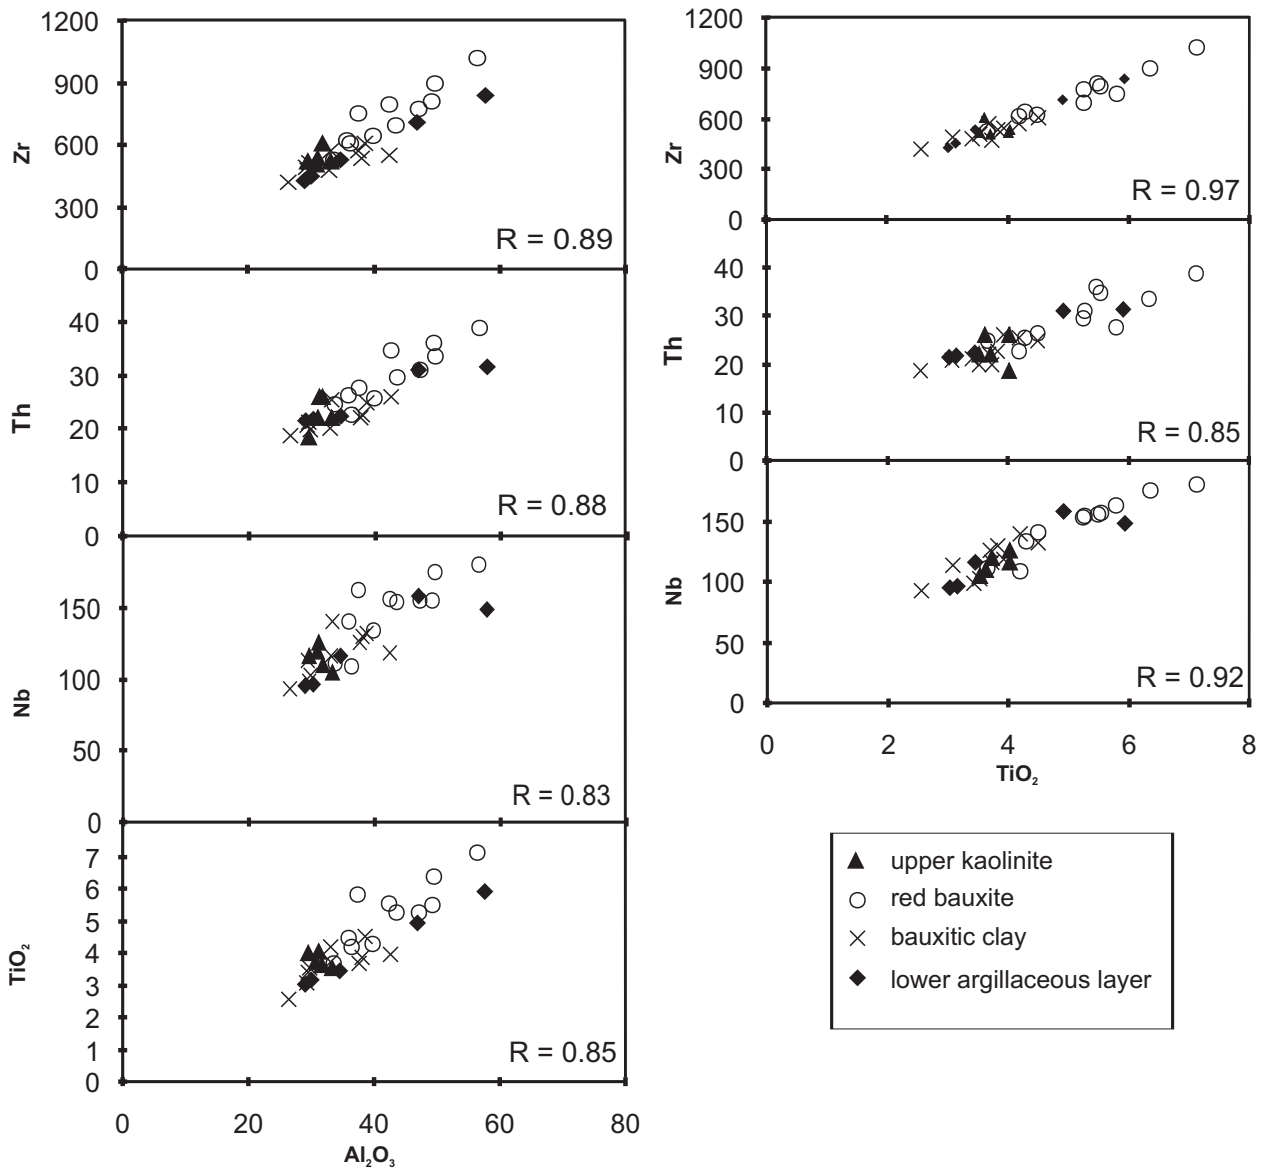 1200
900
600
300
0
Zr
R = 0.89
40
30
20
10
0
Th
R = 0.88
150
100
50
0
Nb
R = 0.83
7
6
5
4
3
2
1
0
TiO₂
R = 0.85
0 20 40 60 80
Al₂O₃
1200
900
600
300
0
Zr
R = 0.97
40
30
20
10
0
Th
R = 0.85
150
100
50
0
Nb
R = 0.92
0 2 4 6 8
TiO₂
upper kaolinite
red bauxite
bauxitic clay
lower argillaceous layer